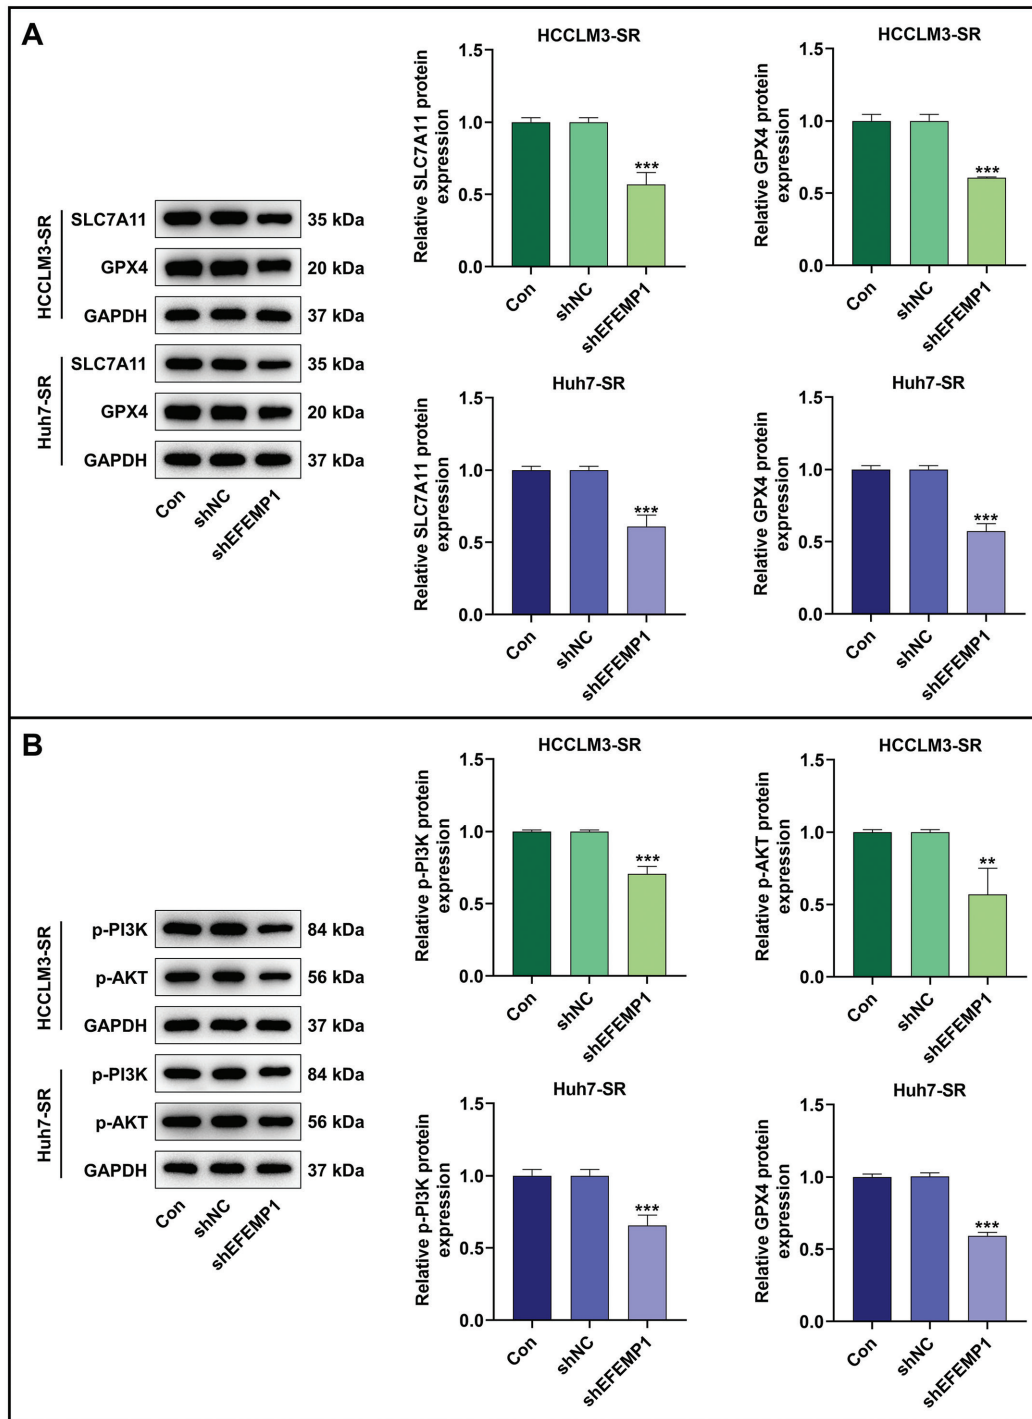 A
HCCLM3-SR
SLC7A11 35 kDa
GPX4 20 kDa
GAPDH 37 kDa
Huh7-SR
SLC7A11 35 kDa
GPX4 20 kDa
GAPDH 37 kDa
Con shNC shEFEMP1
HCCLM3-SR
Relative SLC7A11 protein
expression
1.5
1.0
0.5
0.0
***
Con shNC shEFEMP1
HCCLM3-SR
Relative GPX4 protein
expression
1.5
1.0
0.5
0.0
***
Con shNC shEFEMP1
Huh7-SR
Relative SLC7A11 protein
expression
1.5
1.0
0.5
0.0
***
Con shNC shEFEMP1
Huh7-SR
Relative GPX4 protein
expression
1.5
1.0
0.5
0.0
***
Con shNC shEFEMP1
B
HCCLM3-SR
p-PI3K 84 kDa
p-AKT 56 kDa
GAPDH 37 kDa
Huh7-SR
p-PI3K 84 kDa
p-AKT 56 kDa
GAPDH 37 kDa
Con shNC shEFEMP1
HCCLM3-SR
Relative p-PI3K protein
expression
1.5
1.0
0.5
0.0
***
Con shNC shEFEMP1
HCCLM3-SR
Relative p-AKT protein
expression
1.5
1.0
0.5
0.0
**
Con shNC shEFEMP1
Huh7-SR
Relative p-PI3K protein
expression
1.5
1.0
0.5
0.0
***
Con shNC shEFEMP1
Huh7-SR
Relative GPX4 protein
expression
1.5
1.0
0.5
0.0
***
Con shNC shEFEMP1